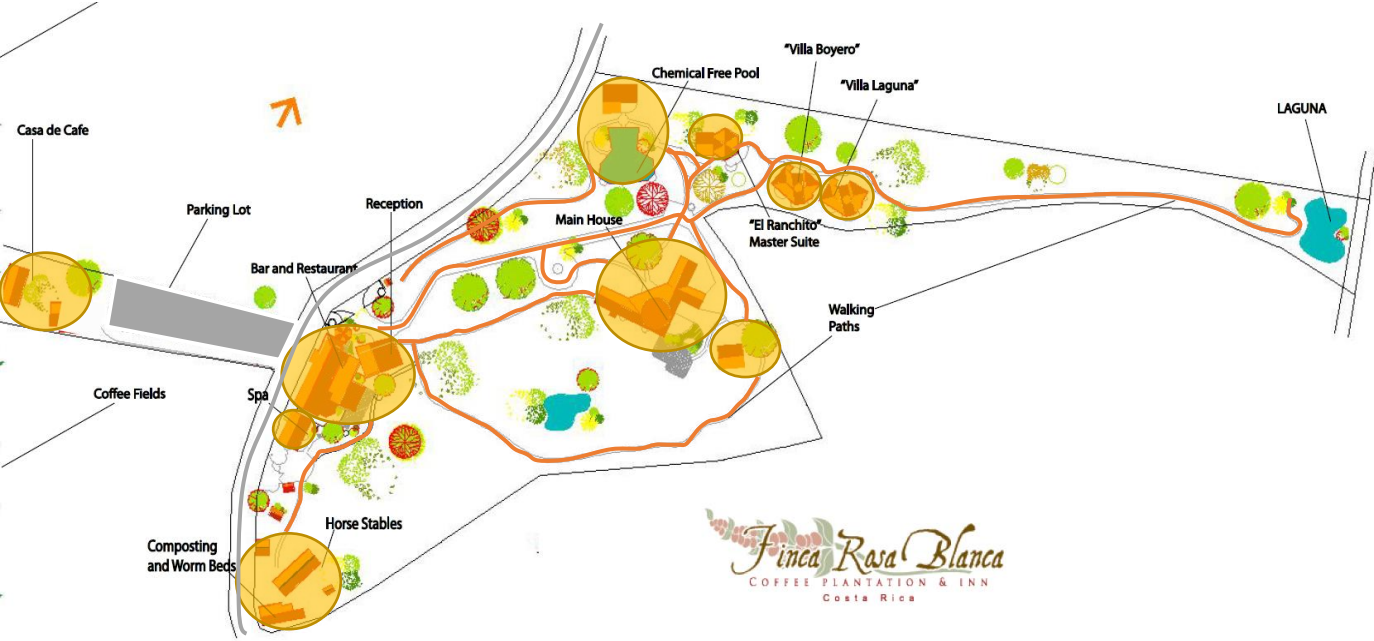 "Villa Boyero"
Chemical Free Pool
"Villa Laguna"
LAGUNA
Casa de Cafe
Parking Lot
Reception
Main House
"El Ranchito"
Master Suite
Bar and Restaurant
Walking
Paths
Coffee Fields
Spa
Horse Stables
Composting
and Worm Beds
Finca Rosa Blanca
COFFEE PLANTATION & INN
Costa Rica